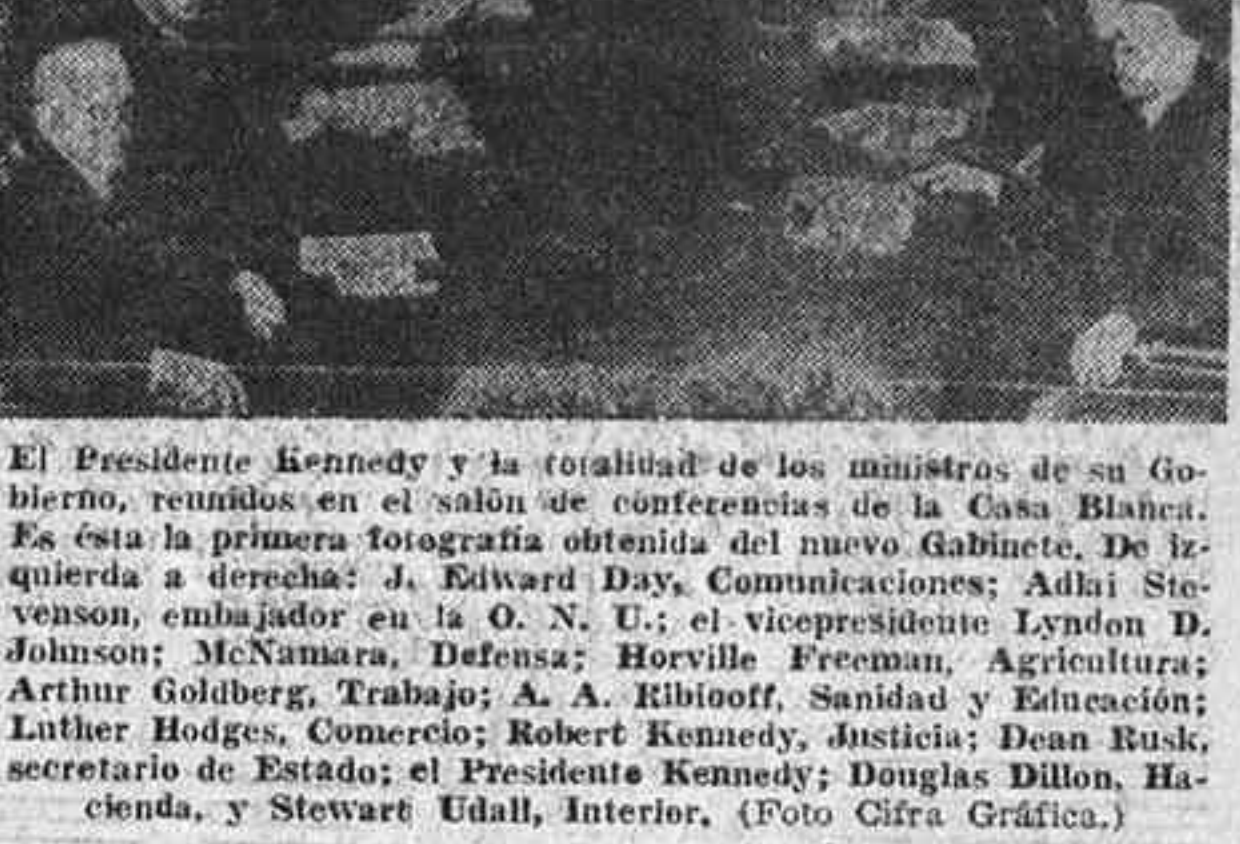 El Presidente Kennedy y la totalidad de los ministros de su Go-
bierno, reunidos en el salón de conferencias de la Casa Blanca.
Es ésta la primera fotografía obtenida del nuevo Gabinete. De iz-
quierda a derecha: J. Edward Day, Comunicaciones; Adlai Ste-
venson, embajador en la O. N. U.; el vicepresidente Lyndon D.
Johnson; McNamara, Defensa; Horville Freeman, Agricultura;
Arthur Goldberg, Trabajo; A. A. Ribiooff, Sanidad y Educación;
Luther Hodges, Comercio; Robert Kennedy, Justicia; Dean Rusk,
secretario de Estado; el Presidente Kennedy; Douglas Dillon, Ha-
cienda, y Stewart Udall, Interior. (Foto Cifra Gráfica.)